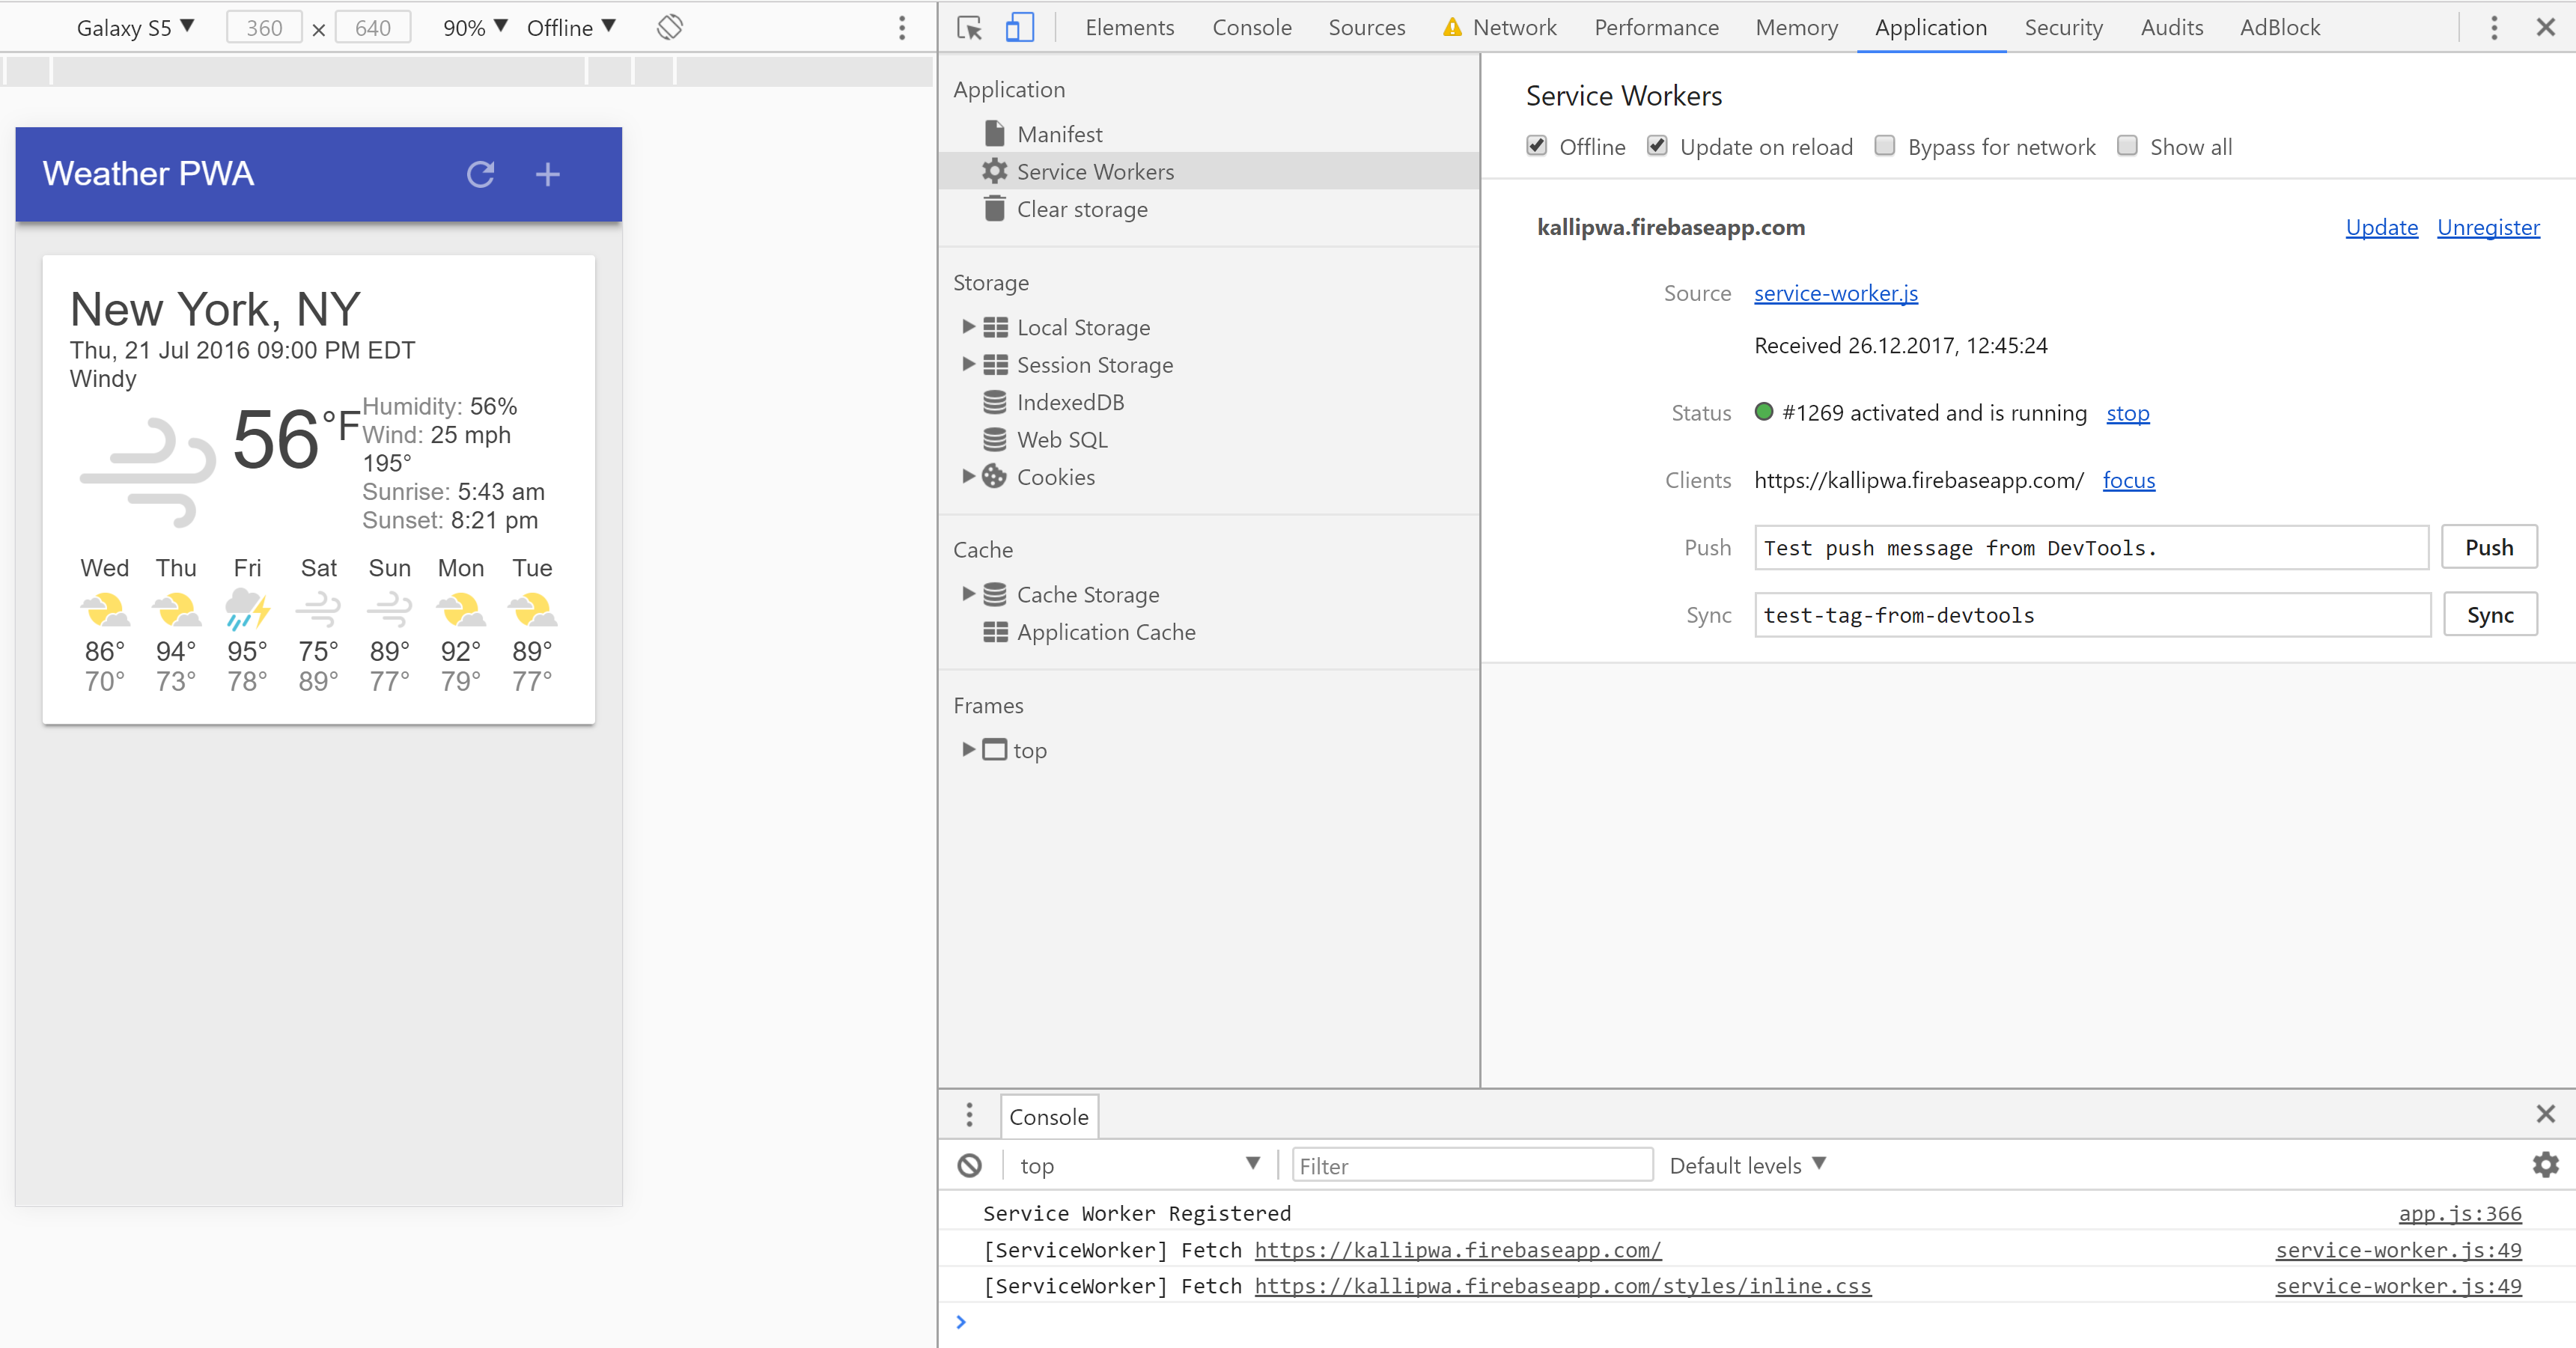 Galaxy S5 ▼ 360 × 640 90% ▼ Offline ▼
Weather PWA
New York, NY
Thu, 21 Jul 2016 09:00 PM EDT
Windy
56°F
Humidity: 56%
Wind: 25 mph
195°
Sunrise: 5:43 am
Sunset: 8:21 pm
Wed Thu Fri Sat Sun Mon Tue
86° 94° 95° 75° 89° 92° 89°
70° 73° 78° 89° 77° 79° 77°
Elements Console Sources Network Performance Memory Application Security Audits AdBlock
Application
Manifest
Service Workers
Clear storage
Storage
Local Storage
Session Storage
IndexedDB
Web SQL
Cookies
Cache
Cache Storage
Application Cache
Frames
top
Service Workers
Offline Update on reload Bypass for network Show all
kallipwa.firebaseapp.com Update Unregister
Source service-worker.js
Received 26.12.2017, 12:45:24
Status #1269 activated and is running stop
Clients https://kallipwa.firebaseapp.com/ focus
Push Test push message from DevTools. Push
Sync test-tag-from-devtools Sync
Console
top ▼ Filter Default levels ▼
Service Worker Registered app.js:366
[ServiceWorker] Fetch https://kallipwa.firebaseapp.com/ service-worker.js:49
[ServiceWorker] Fetch https://kallipwa.firebaseapp.com/styles/inline.css service-worker.js:49